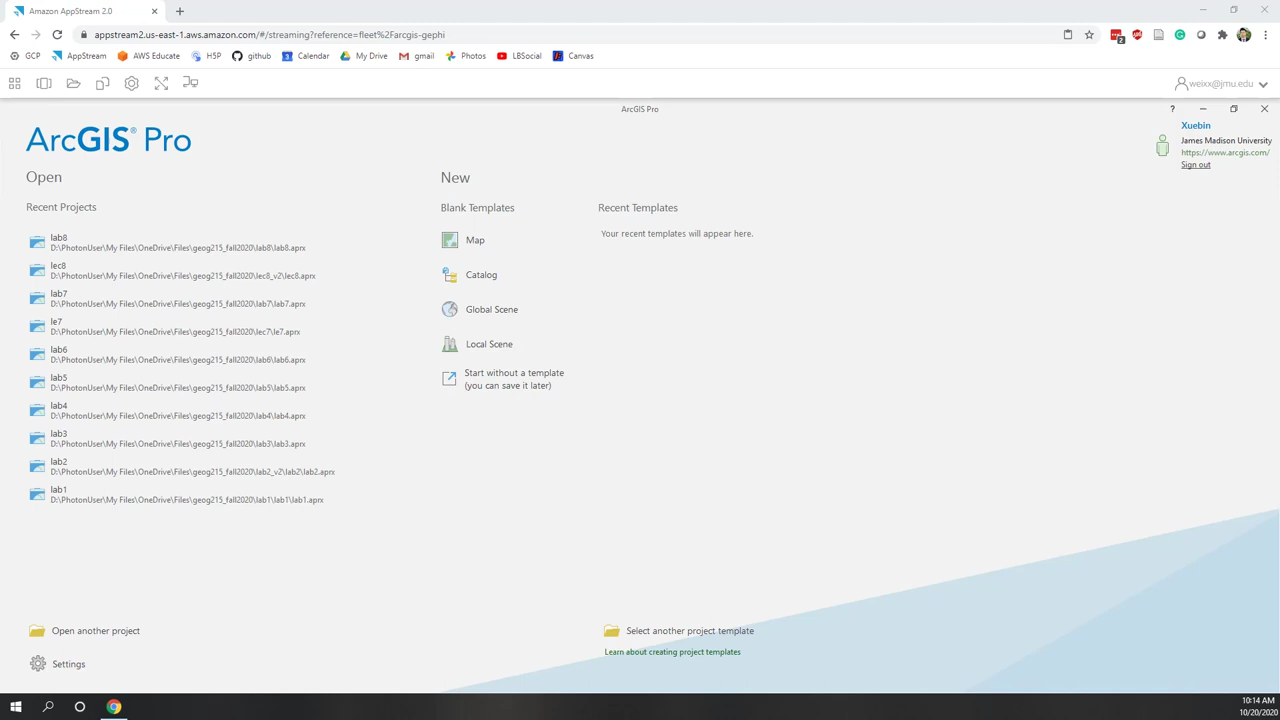 Amazon AppStream 2.0
appstream2.us-east-1.aws.amazon.com/#/streaming?reference=fleet%2Farcgis-gephi
2
GCP AppStream AWS Educate H5P github Calendar My Drive gmail Photos LBSocial Canvas
weixx@jmu.edu
ArcGIS Pro
?
ArcGIS® Pro
Xuebin
James Madison University
https://www.arcgis.com/
Sign out
Open
Recent Projects
lab8
D:\PhotonUser\My Files\OneDrive\Files\geog215_fall2020\lab8\lab8.aprx
lec8
D:\PhotonUser\My Files\OneDrive\Files\geog215_fall2020\lec8_v2\lec8.aprx
lab7
D:\PhotonUser\My Files\OneDrive\Files\geog215_fall2020\lab7\lab7.aprx
le7
D:\PhotonUser\My Files\OneDrive\Files\geog215_fall2020\lec7\le7.aprx
lab6
D:\PhotonUser\My Files\OneDrive\Files\geog215_fall2020\lab6\lab6.aprx
lab5
D:\PhotonUser\My Files\OneDrive\Files\geog215_fall2020\lab5\lab5.aprx
lab4
D:\PhotonUser\My Files\OneDrive\Files\geog215_fall2020\lab4\lab4.aprx
lab3
D:\PhotonUser\My Files\OneDrive\Files\geog215_fall2020\lab3\lab3.aprx
lab2
D:\PhotonUser\My Files\OneDrive\Files\geog215_fall2020\lab2_v2\lab2\lab2.aprx
lab1
D:\PhotonUser\My Files\OneDrive\Files\geog215_fall2020\lab1\lab1\lab1.aprx
Open another project
Settings
New
Blank Templates
Map
Catalog
Global Scene
Local Scene
Start without a template
(you can save it later)
Recent Templates
Your recent templates will appear here.
Select another project template
Learn about creating project templates
10:14 AM
10/20/2020